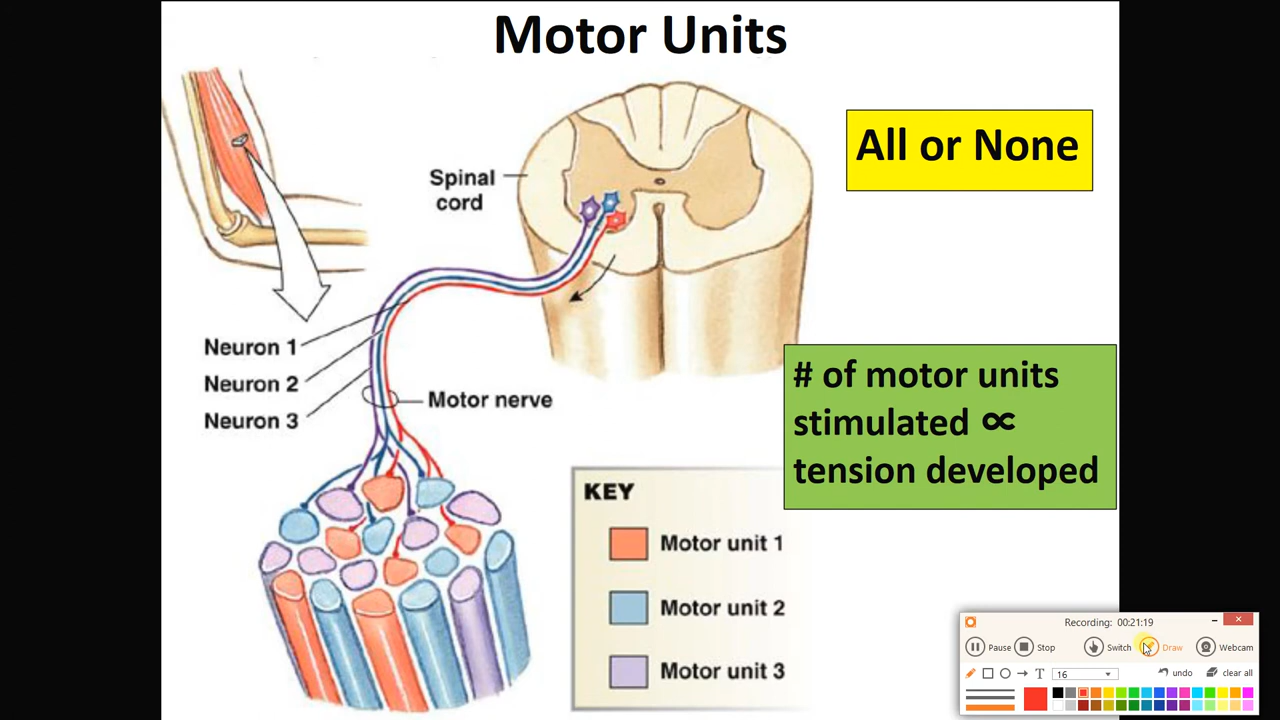 Motor Units
All or None
Spinal
cord
Neuron 1
Neuron 2
Neuron 3
Motor nerve
# of motor units
stimulated ∝
tension developed
KEY
Motor unit 1
Motor unit 2
Motor unit 3
Recording: 00:21:19
Pause Stop Switch Draw Webcam
T 16 undo clear all